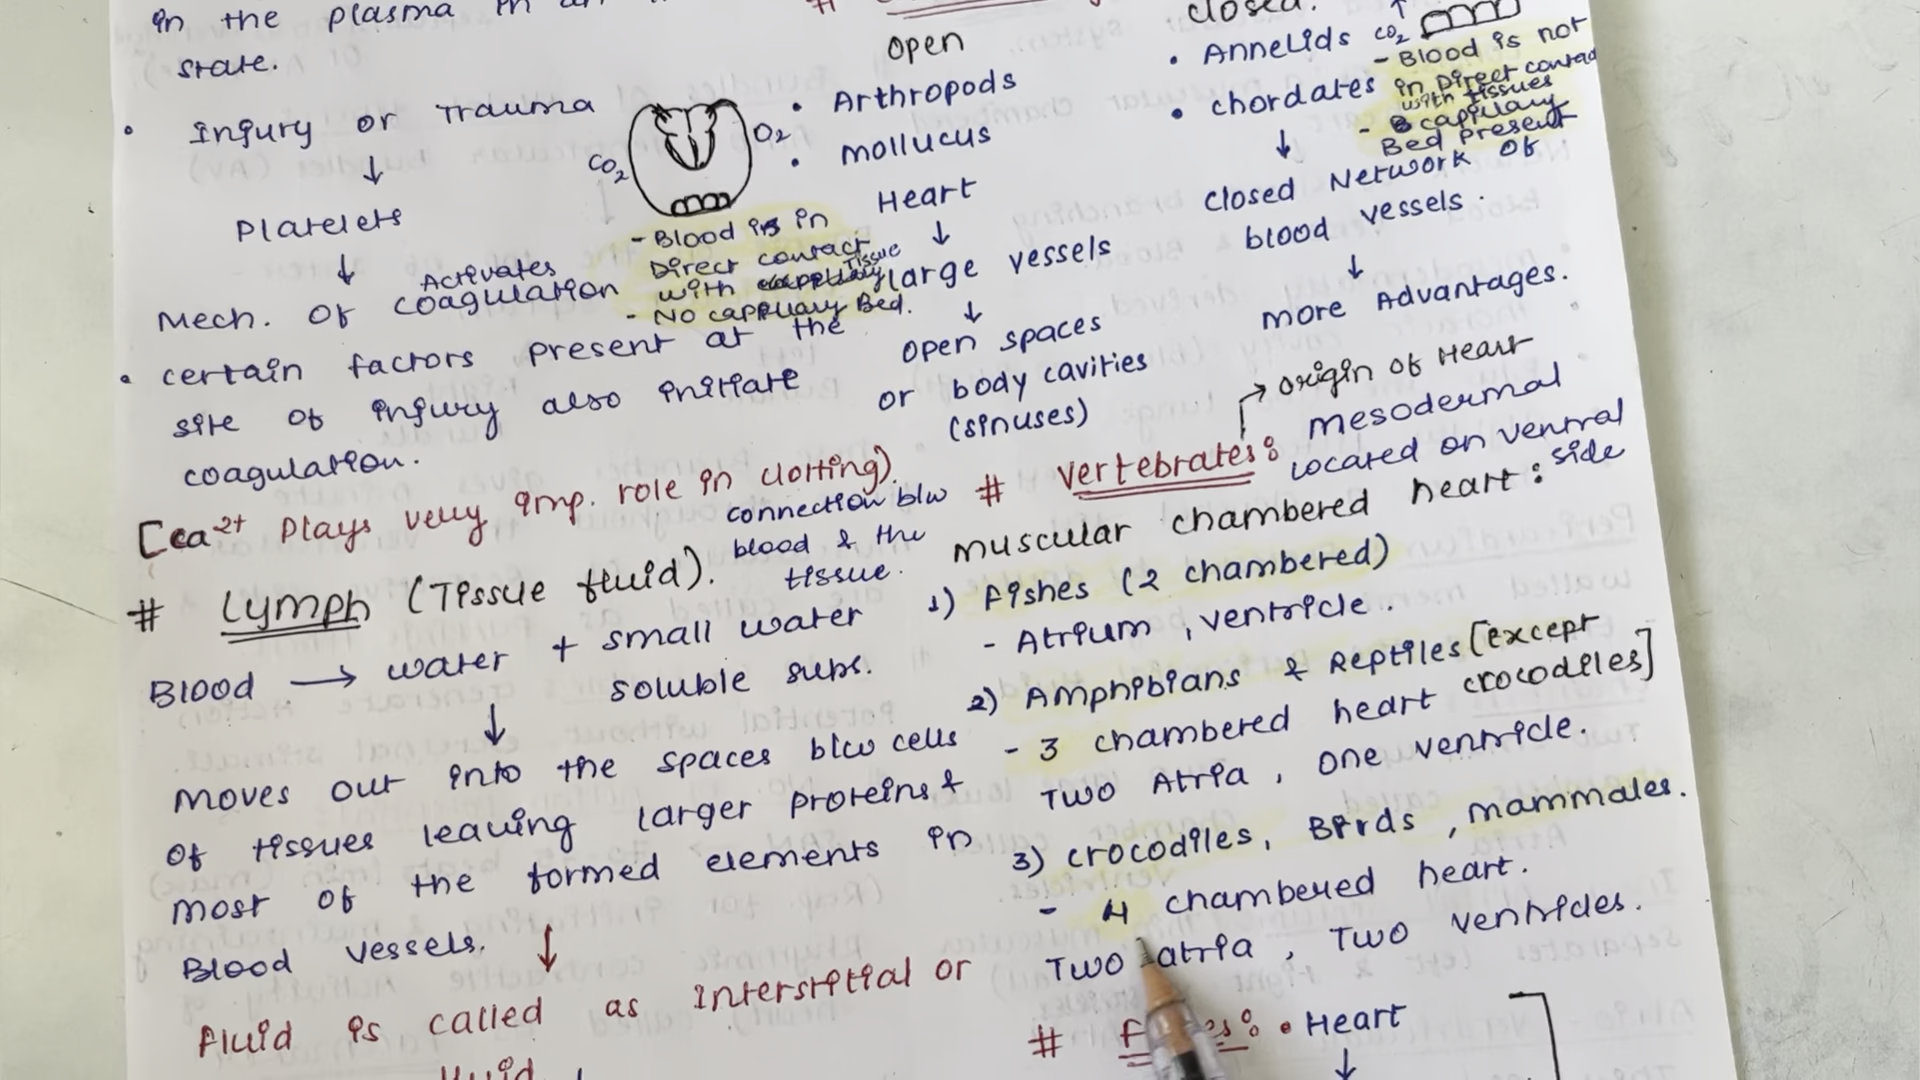 in the plasma in an
state.
• Injury or Trauma
↓
Platelets
↓ Activates
Mech. of coagulation
• certain factors present at the
site of injury also initiate
coagulation.
[Ca²⁺ Plays very imp. role in clotting).
# Lymph (Tissue fluid).
connection b/w
blood & the
tissue.
Blood → water + small water
soluble subs.
↓
moves out into the spaces b/w cells
of tissues leaving larger proteins &
most of the formed elements in
Blood vessels.
↓
Fluid is called as interstitial or
fluid
CO₂ O₂
- Blood is in
Direct contact
with Tissue
- No capillary Bed.
#
open
• Arthropods
• mollucus
Heart
↓
large vessels
↓
open spaces
or body cavities
(sinuses)
closed.
• Annelids
• chordates
↓
closed Network of
blood vessels.
↓
more Advantages.
CO₂
- Blood is not
in Direct contact
with tissues
- capillary
Bed present
# Vertebrates:
→ origin of Heart
mesodermal
located on ventral
side
muscular chambered heart:
1) Fishes (2 chambered)
- Atrium, ventricle.
2) Amphibians & Reptiles [except
crocodiles]
- 3 chambered heart
Two Atria, one ventricle.
3) crocodiles, Birds, mammales.
- 4 chambered heart.
Two atria, Two ventricles.
# • Heart
↓